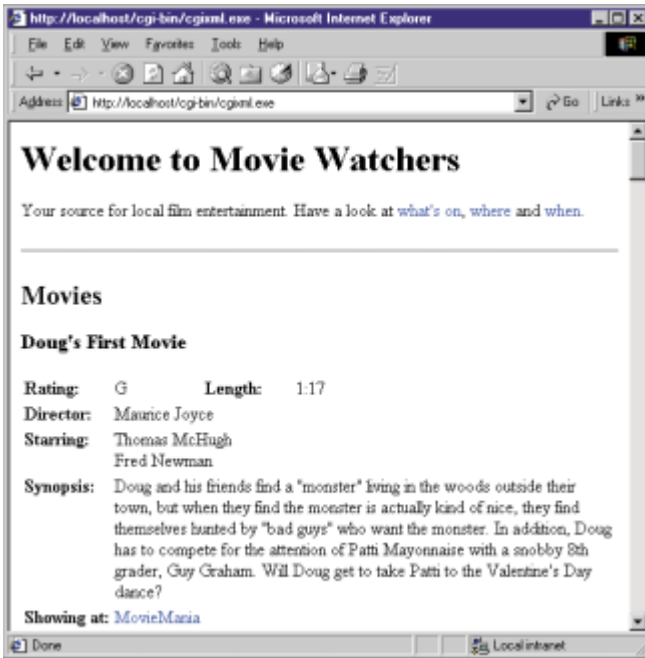 http://localhost/cgi-bin/cgixml.exe - Microsoft Internet Explorer
File Edit View Favorites Tools Help
Address http://localhost/cgi-bin/cgixml.exe Go Links »
Welcome to Movie Watchers
Your source for local film entertainment. Have a look at what's on, where and when.
Movies
Doug's First Movie
Rating: G Length: 1:17
Director: Maurice Joyce
Starring: Thomas McHugh
Fred Newman
Synopsis: Doug and his friends find a "monster" living in the woods outside their
town, but when they find the monster is actually kind of nice, they find
themselves hunted by "bad guys" who want the monster. In addition, Doug
has to compete for the attention of Patti Mayonnaise with a snobby 8th
grader, Guy Graham. Will Doug get to take Patti to the Valentine's Day
dance?
Showing at: MovieMania
Done Local intranet